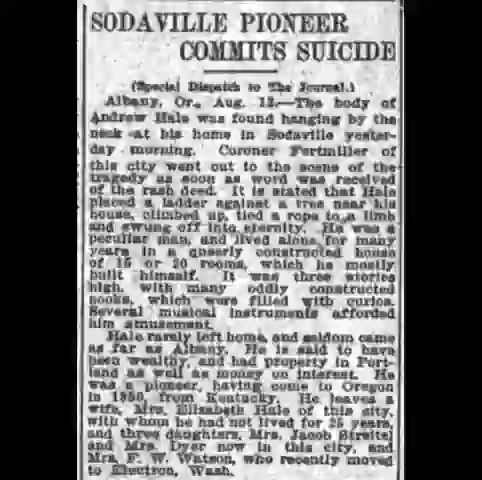 SODAVILLE PIONEER
COMMITS SUICIDE
(Special Dispatch to The Journal.)
Albany, Or., Aug. 12.—The body of
Andrew Hale was found hanging by the
neck at his home in Sodaville yester-
day morning. Coroner Fortmiller of
this city went out to the scene of the
tragedy as soon as word was received
of the rash deed. It is stated that Hale
placed a ladder against a tree near his
house, climbed up, tied a rope to a limb
and swung off into eternity. He was a
peculiar man, and lived alone for many
years in a queerly constructed house
of 15 or 20 rooms, which he mostly
built himself. It was three stories
high, with many oddly constructed
nooks, which were filled with curios.
Several musical instruments afforded
him amusement.
Hale rarely left home, and seldom came
as far as Albany. He is said to have
been wealthy, and had property in Port-
land as well as money on interest. He
was a pioneer, having come to Oregon
in 1850, from Kentucky. He leaves a
wife, Mrs. Elizabeth Hale of this city,
with whom he had not lived for 25 years,
and three daughters, Mrs. Jacob Streitel
and Mrs. Dyer now in this city, and
Mrs. F. W. Watson, who recently moved
to Electron, Wash.